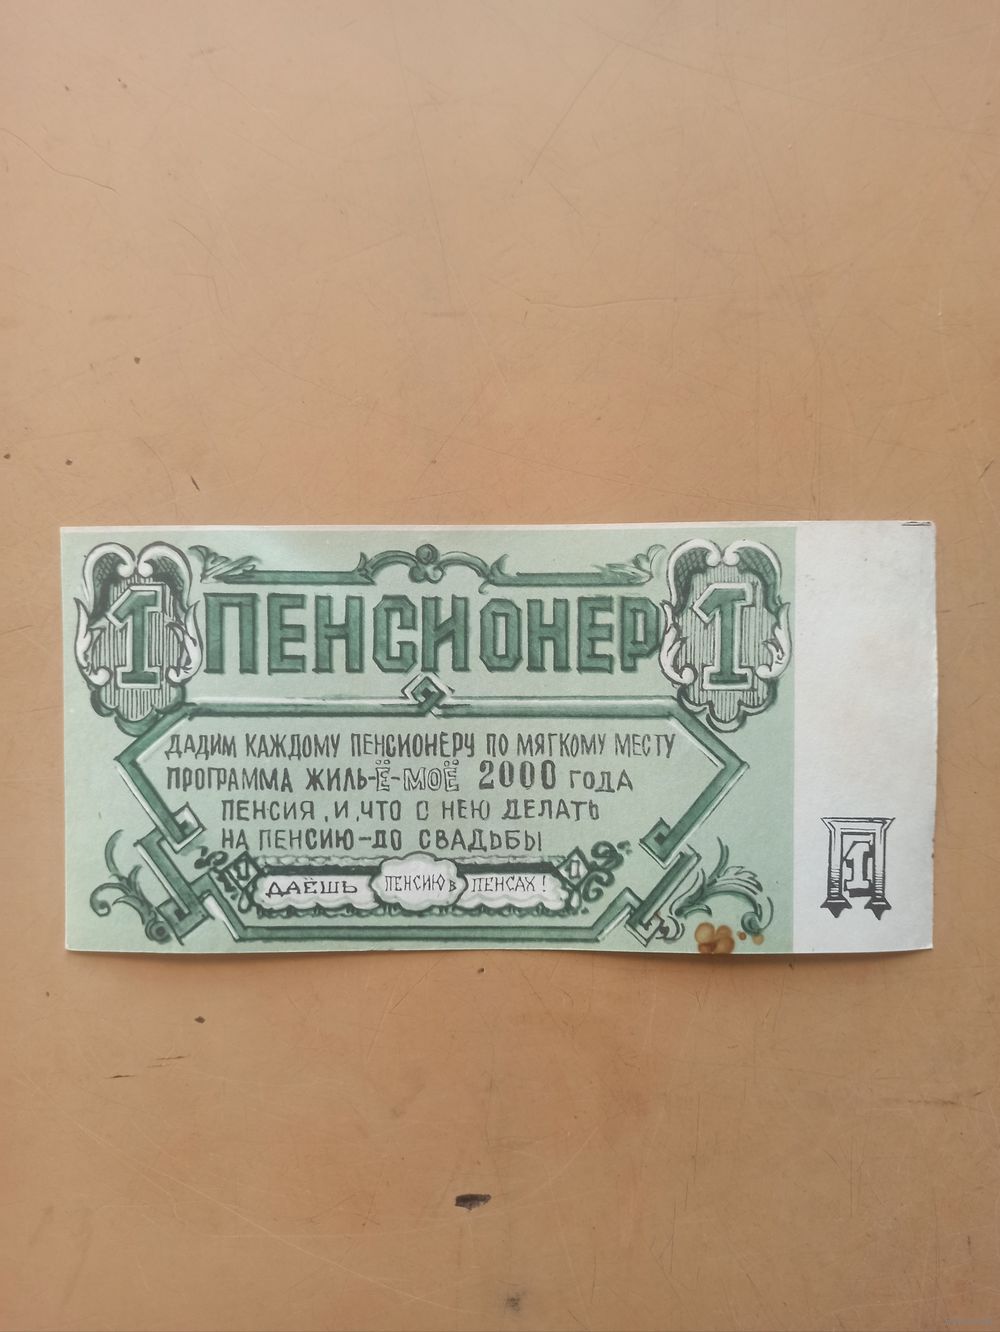 1 ПЕНСИОНЕР 1
ДАДИМ КАЖДОМУ ПЕНСИОНЕРУ ПО МЯГКОМУ МЕСТУ
ПРОГРАММА ЖИЛЬ-Ё-МОЁ 2000 ГОДА
ПЕНСИЯ, И, ЧТО С НЕЮ ДЕЛАТЬ
НА ПЕНСИЮ-ДО СВАДЬБЫ
ДАЁШЬ ПЕНСИЮ В ПЕНСАХ!
П1